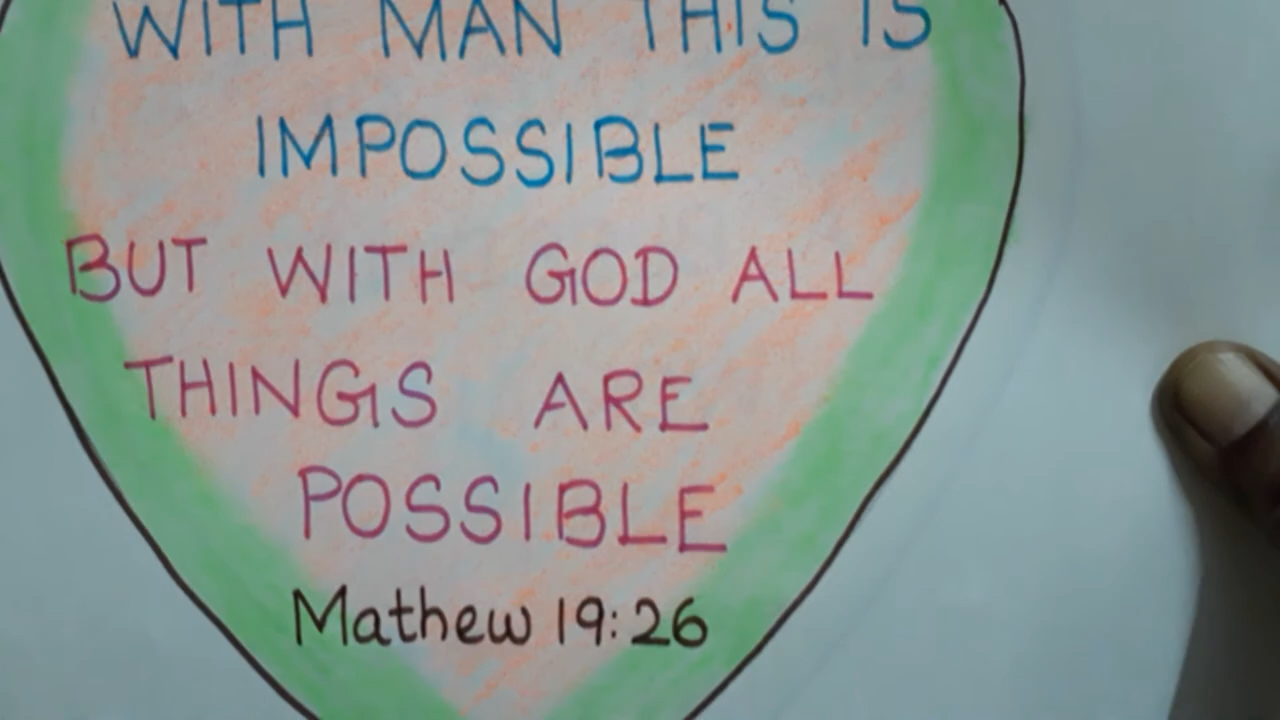 WITH MAN THIS IS
IMPOSSIBLE
BUT WITH GOD ALL
THINGS ARE
POSSIBLE
Mathew 19:26